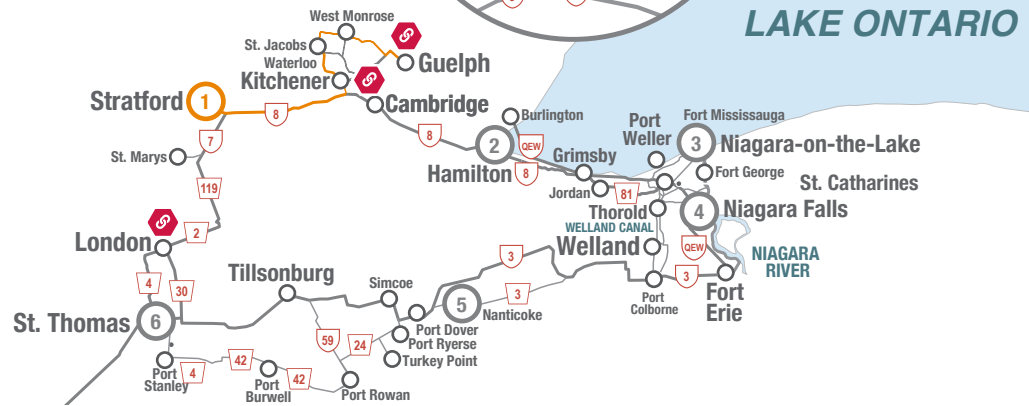 LAKE ONTARIO
West Monrose
St. Jacobs
Waterloo
Guelph
Kitchener
Stratford
1
8
Cambridge
7
8
Burlington
Fort Mississauga
Port
Weller
3
Niagara-on-the-Lake
2
QEW
Grimsby
St. Marys
Hamilton
8
Fort George
119
Jordan
81
St. Catharines
Thorold
4
Niagara Falls
2
WELLAND CANAL
London
Welland
QEW
NIAGARA
RIVER
3
Tillsonburg
4
30
Simcoe
3
3
Port
Colborne
Fort
Erie
5
Nanticoke
St. Thomas
6
Port Dover
59
24
Port Ryerse
Turkey Point
42
Port
Stanley
4
Port
Burwell
42
Port Rowan